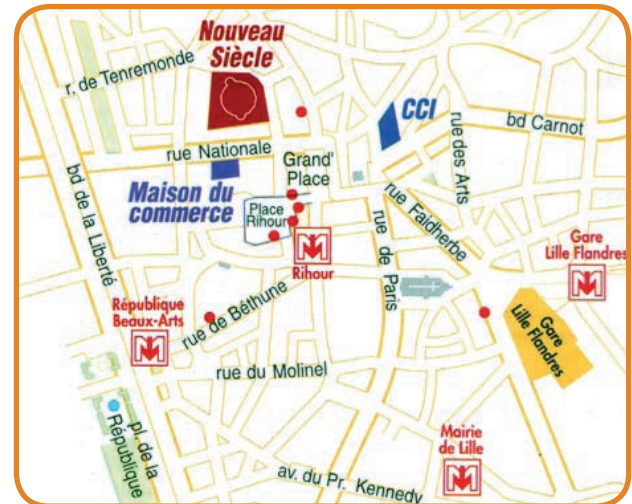 Nouveau
Siècle
r. de Tenremonde
CCI
bd Carnot
rue Nationale
Grand'
Place
rue des Arts
Maison du
commerce
Place
Rihour
rue Faidherbe
bd de la Liberté
rue de Paris
Gare
Lille Flandres
Rihour
République
Beaux-Arts
rue de Béthune
Gare
Lille Flandres
rue du Molinel
pl. de la
République
Mairie
de Lille
av. du Pr. Kennedy